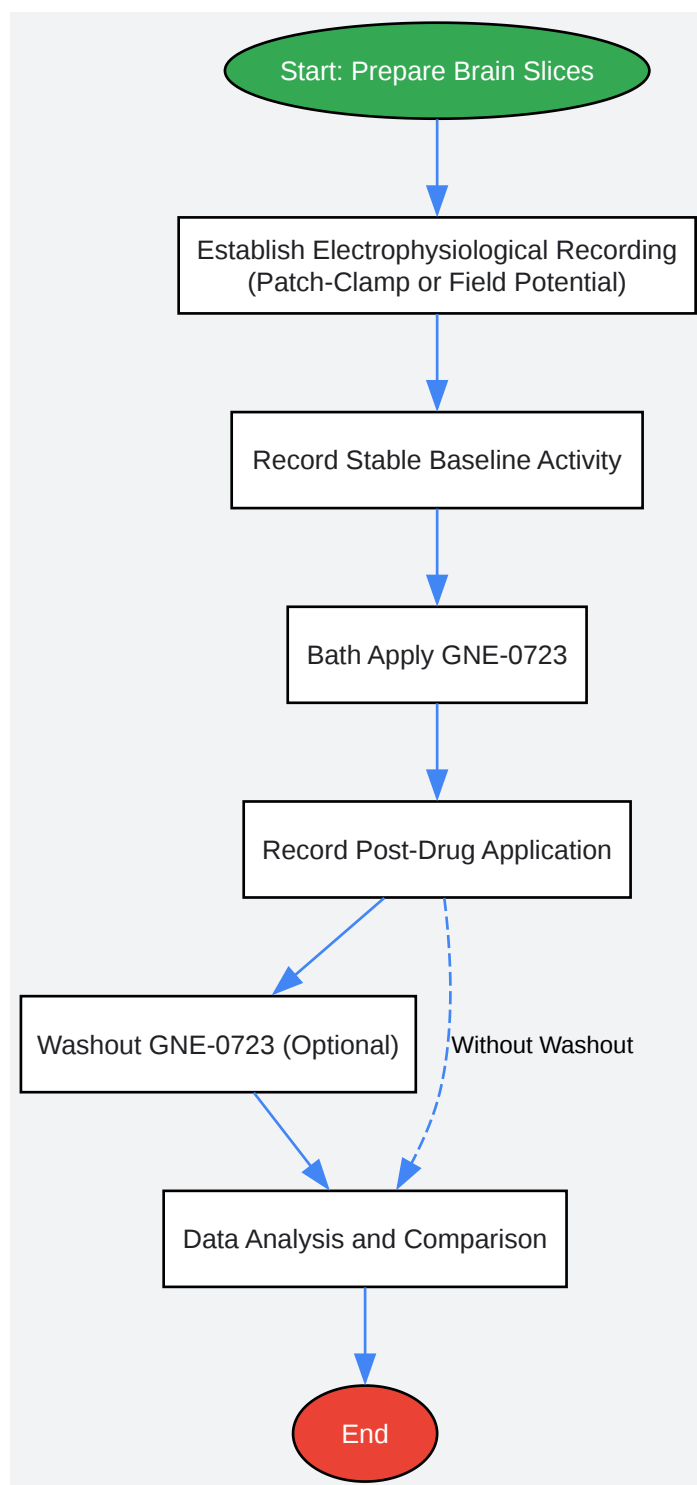 Start: Prepare Brain Slices
Establish Electrophysiological Recording
(Patch-Clamp or Field Potential)
Record Stable Baseline Activity
Bath Apply GNE-0723
Record Post-Drug Application
Washout GNE-0723 (Optional)
Without Washout
Data Analysis and Comparison
End